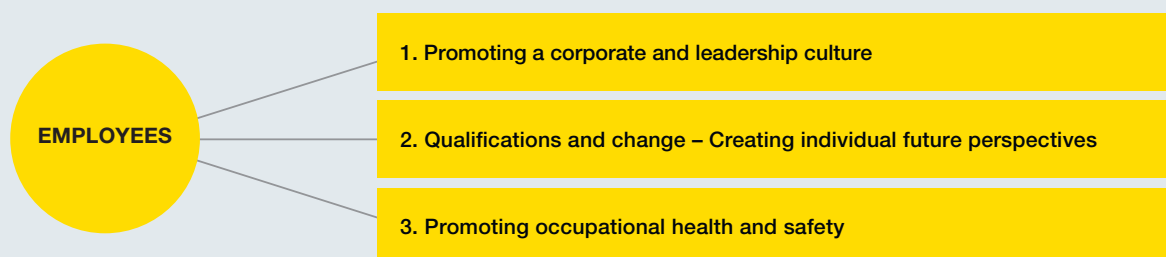 EMPLOYEES
1. Promoting a corporate and leadership culture
2. Qualifications and change – Creating individual future perspectives
3. Promoting occupational health and safety